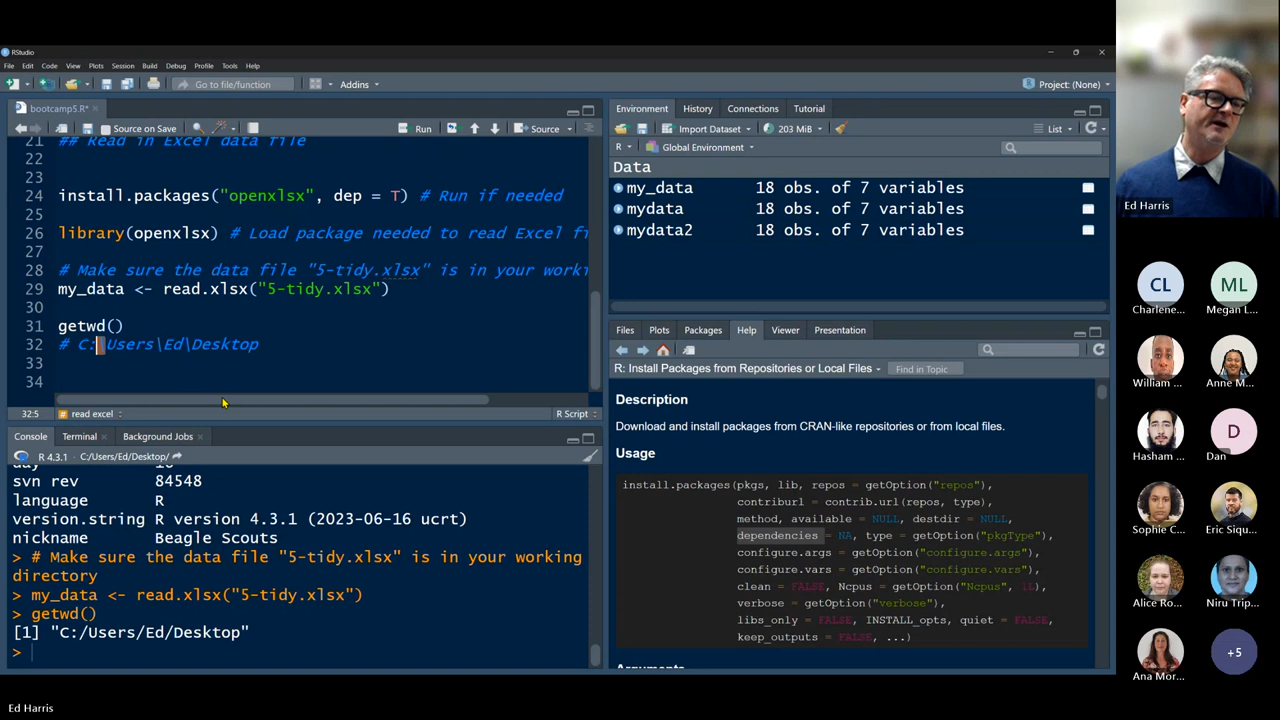 RStudio
File Edit Code View Plots Session Build Debug Profile Tools Help
Go to file/function
Addins
Project: (None)
bootcamp5.R*
Source on Save
Run
Source
21 ## Read in Excel data file
22
23
24 install.packages("openxlsx", dep = T) # Run if needed
25
26 library(openxlsx) # Load package needed to read Excel fi
27
28 # Make sure the data file "5-tidy.xlsx" is in your worki
29 my_data <- read.xlsx("5-tidy.xlsx")
30
31 getwd()
32 # C:\Users\Ed\Desktop
33
34
32:5 read excel R Script
Console Terminal Background Jobs
R 4.3.1 · C:/Users/Ed/Desktop/
svn rev 84548
language R
version.string R version 4.3.1 (2023-06-16 ucrt)
nickname Beagle Scouts
> # Make sure the data file "5-tidy.xlsx" is in your working
directory
> my_data <- read.xlsx("5-tidy.xlsx")
> getwd()
[1] "C:/Users/Ed/Desktop"
>
Environment History Connections Tutorial
Import Dataset 203 MiB List
R Global Environment
Data
my_data 18 obs. of 7 variables
mydata 18 obs. of 7 variables
mydata2 18 obs. of 7 variables
Files Plots Packages Help Viewer Presentation
R: Install Packages from Repositories or Local Files Find in Topic
Description
Download and install packages from CRAN-like repositories or from local files.
Usage
install.packages(pkgs, lib, repos = getOption("repos"),
contriburl = contrib.url(repos, type),
method, available = NULL, destdir = NULL,
dependencies = NA, type = getOption("pkgType"),
configure.args = getOption("configure.args"),
configure.vars = getOption("configure.vars"),
clean = FALSE, Ncpus = getOption("Ncpus", 1L),
verbose = getOption("verbose"),
libs_only = FALSE, INSTALL_opts, quiet = FALSE,
keep_outputs = FALSE, ...)
Ed Harris
CL
Charlene...
ML
Megan L...
William ...
Anne M...
Hasham ...
D
Dan
Sophie C...
Eric Siqu...
Alice Ro...
Niru Trip...
Ana Mor...
+5
Ed Harris